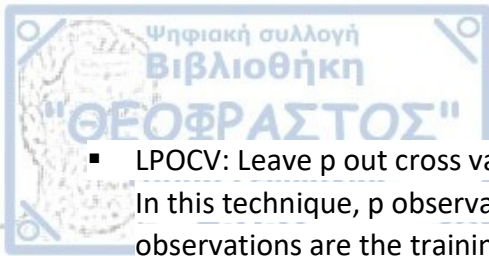 Ψηφιακή συλλογή
Βιβλιοθήκη
"ΘΕΟΦΡΑΣΤΟΣ"
▪ LPOCV: Leave p out cross va
In this technique, p observa
observations are the trainin